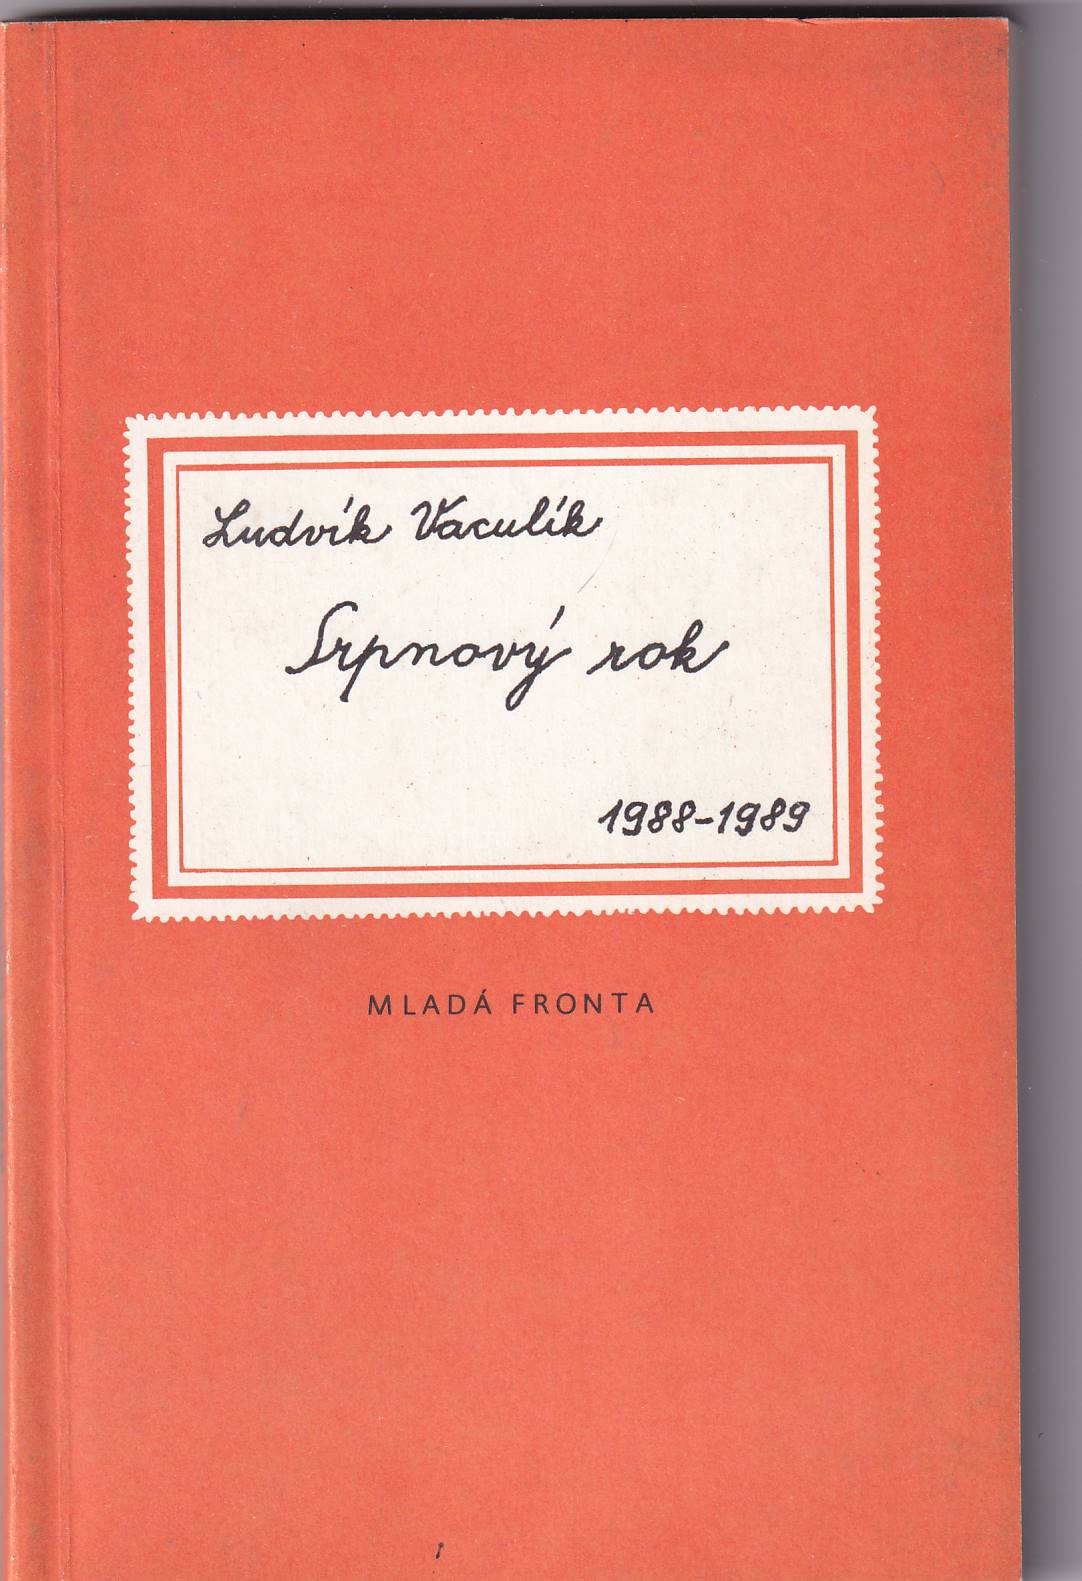 Ludvík Vaculík
Srpnový rok
1988-1989
MLADÁ FRONTA